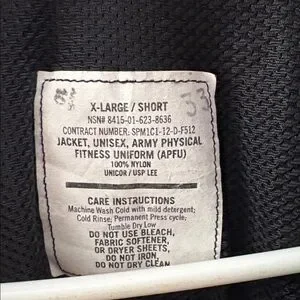 33
X-LARGE / SHORT
NSN# 8415-01-623-8636
CONTRACT NUMBER: SPM1C1-12-D-F512
JACKET, UNISEX, ARMY PHYSICAL
FITNESS UNIFORM (APFU)
100% NYLON
UNICOR / USP LEE
CARE INSTRUCTIONS
Machine Wash Cold with mild detergent;
Cold Rinse; Permanent Press cycle;
Tumble Dry Low
DO NOT USE BLEACH,
FABRIC SOFTENER,
OR DRYER SHEETS,
DO NOT IRON,
DO NOT DRY CLEAN